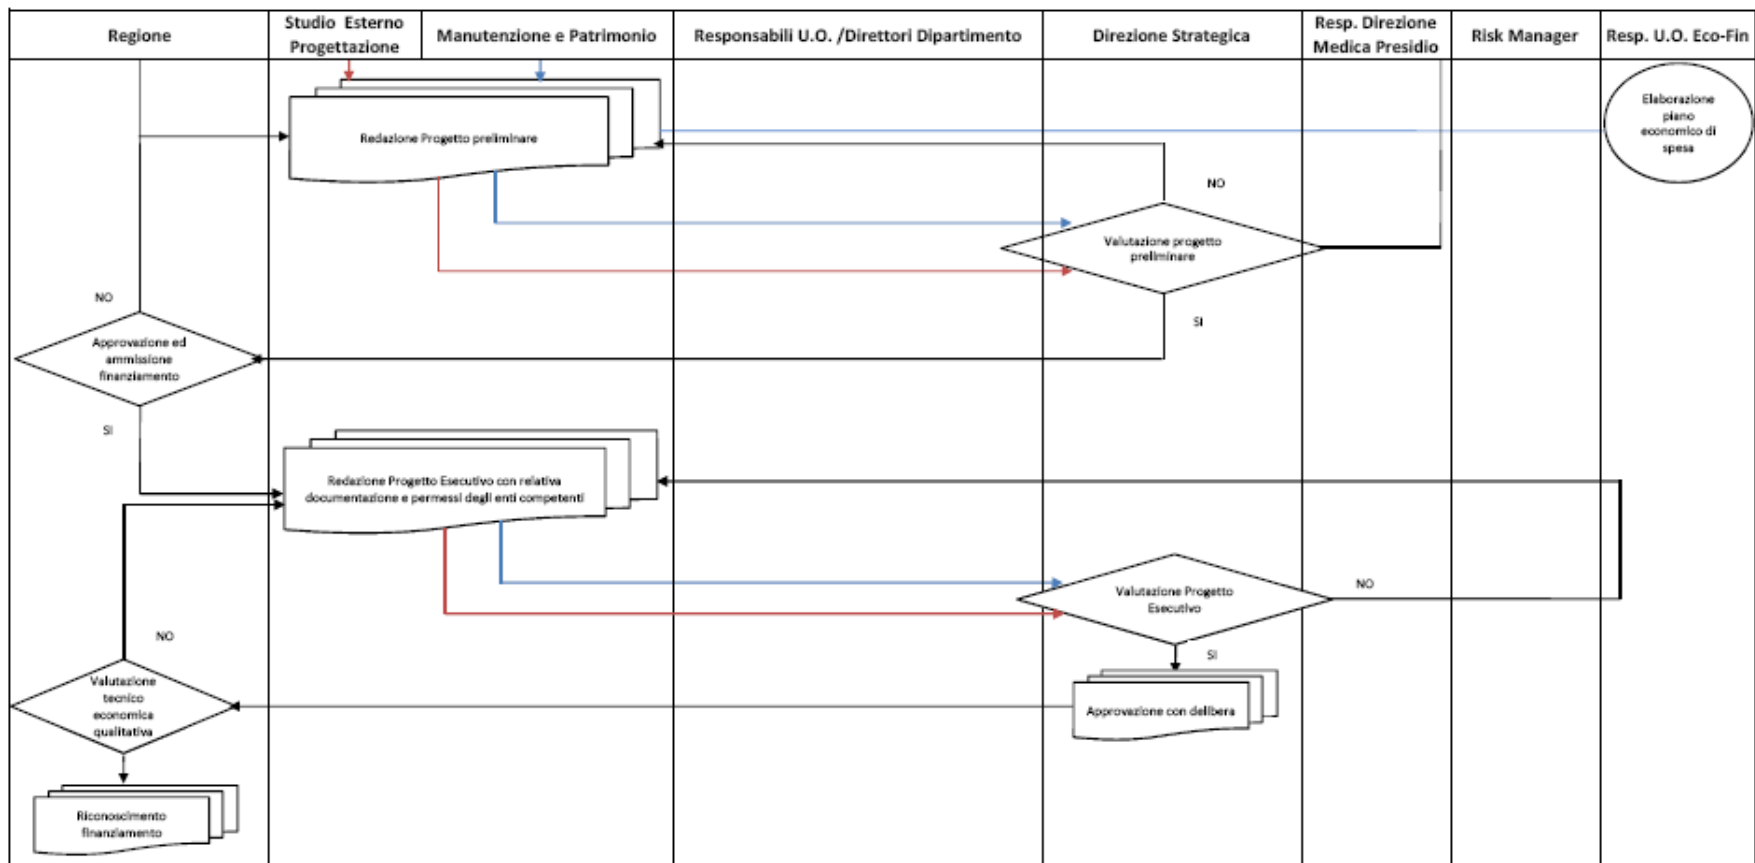 Regione
Studio Esterno
Progettazione
Manutenzione e Patrimonio
Responsabili U.O. /Direttori Dipartimento
Direzione Strategica
Resp. Direzione
Medica Presidio
Risk Manager
Resp. U.O. Eco-Fin
Elaborazione
piano
economico di
spesa
Redazione Progetto preliminare
NO
Valutazione progetto
preliminare
SI
NO
Approvazione ed
ammissione
finanziamento
SI
Redazione Progetto Esecutivo con relativa
documentazione e permessi degli enti competenti
Valutazione Progetto
Esecutivo
NO
SI
Approvazione con delibera
NO
Valutazione
tecnico
economica
qualitativa
Riconoscimento
finanziamento